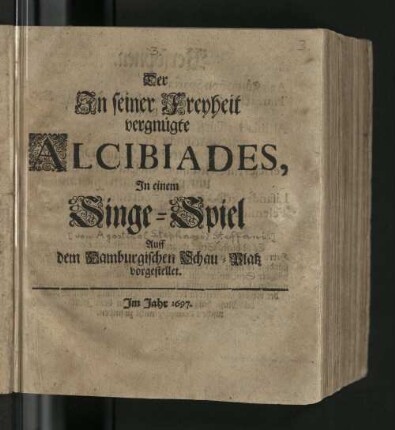 3.
Der
In seiner Freyheit
vergnügte
ALCIBIADES,
In einem
Singe-Spiel
Auff
dem Hamburgischen Schau-Platz
vorgestellet.
Im Jahr 1697.